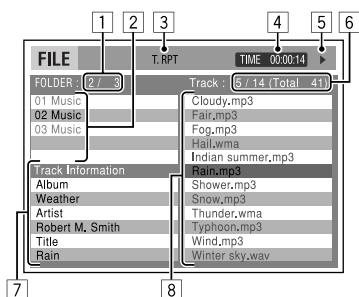 1 2 3 4 5
FILE T. RPT TIME 00:00:14
FOLDER : 2 / 3 Track : 5 / 14 (Total 41) 6
01 Music
02 Music
03 Music
Track Information
Album
Weather
Artist
Robert M. Smith
Title
Rain
Cloudy.mp3
Fair.mp3
Fog.mp3
Hail.wma
Indian summer.mp3
Rain.mp3
Shower.mp3
Snow.mp3
Thunder.wma
Typhoon.mp3
Wind.mp3
Winter sky.wav
7 8